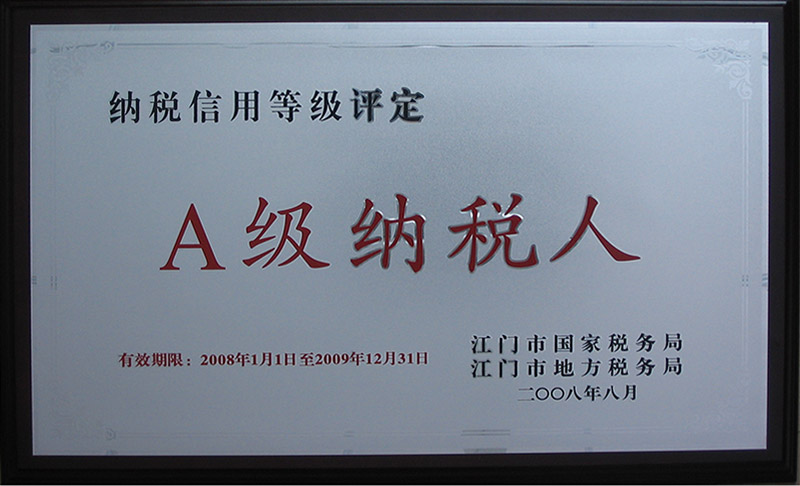 纳税信用等级评定
A级纳税人
有效期限：2008年1月1日至2009年12月31日
江门市国家税务局
江门市地方税务局
二〇〇八年八月